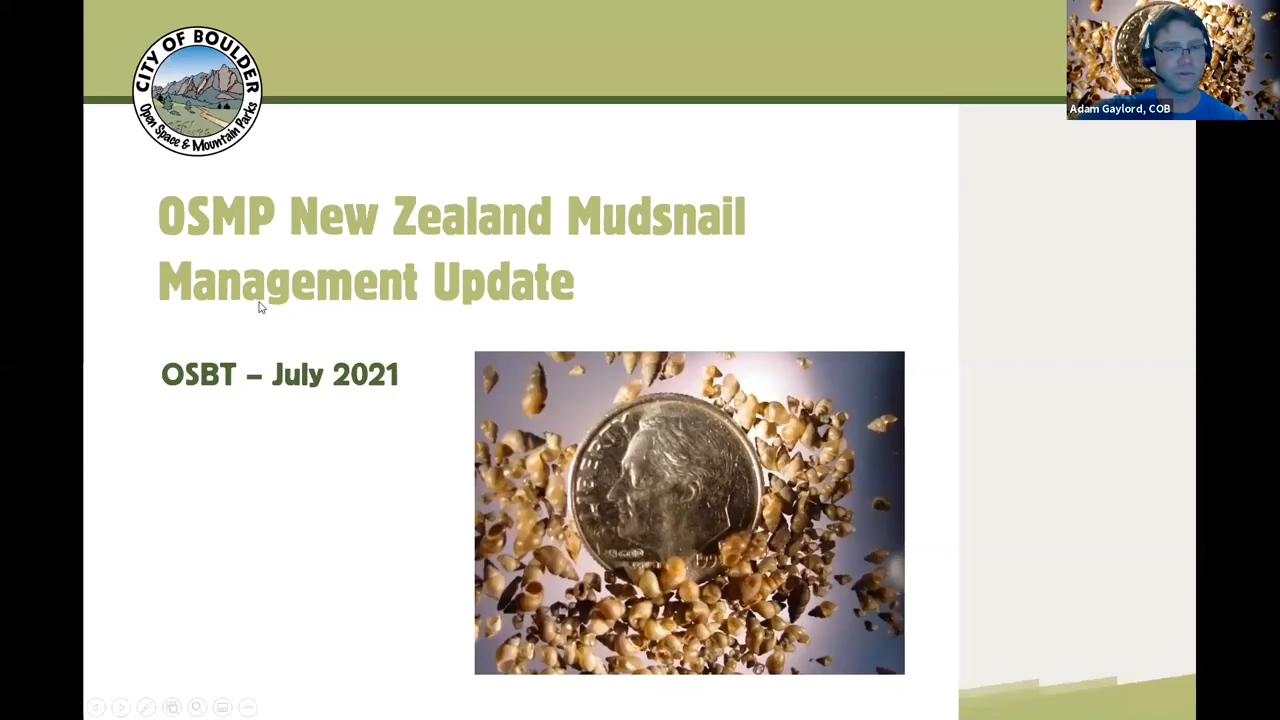 CITY OF BOULDER
Open Space & Mountain Parks
Adam Gaylord, COB
OSMP New Zealand Mudsnail
Management Update
OSBT – July 2021